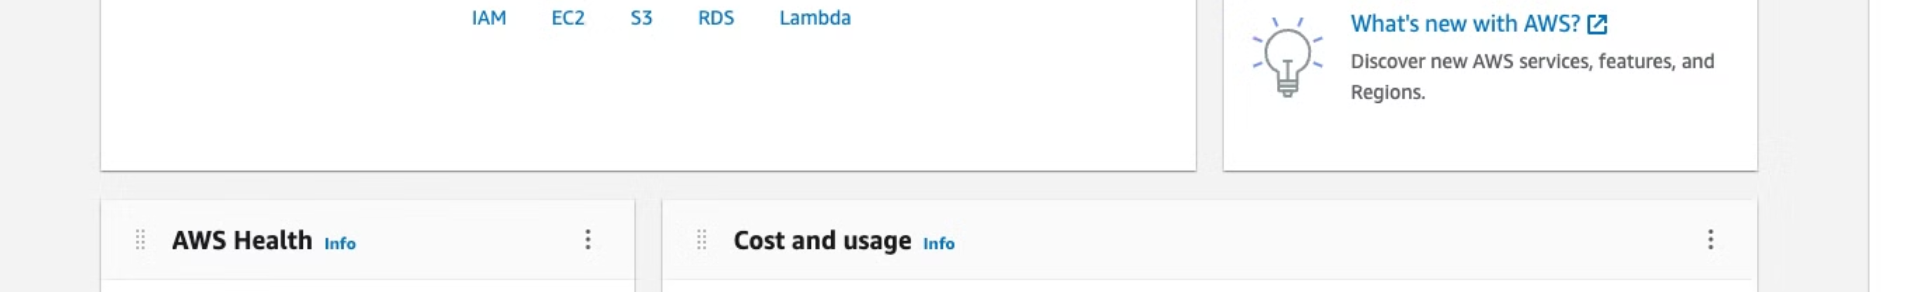 IAM EC2 S3 RDS Lambda
What's new with AWS?
Discover new AWS services, features, and
Regions.
AWS Health Info
Cost and usage Info